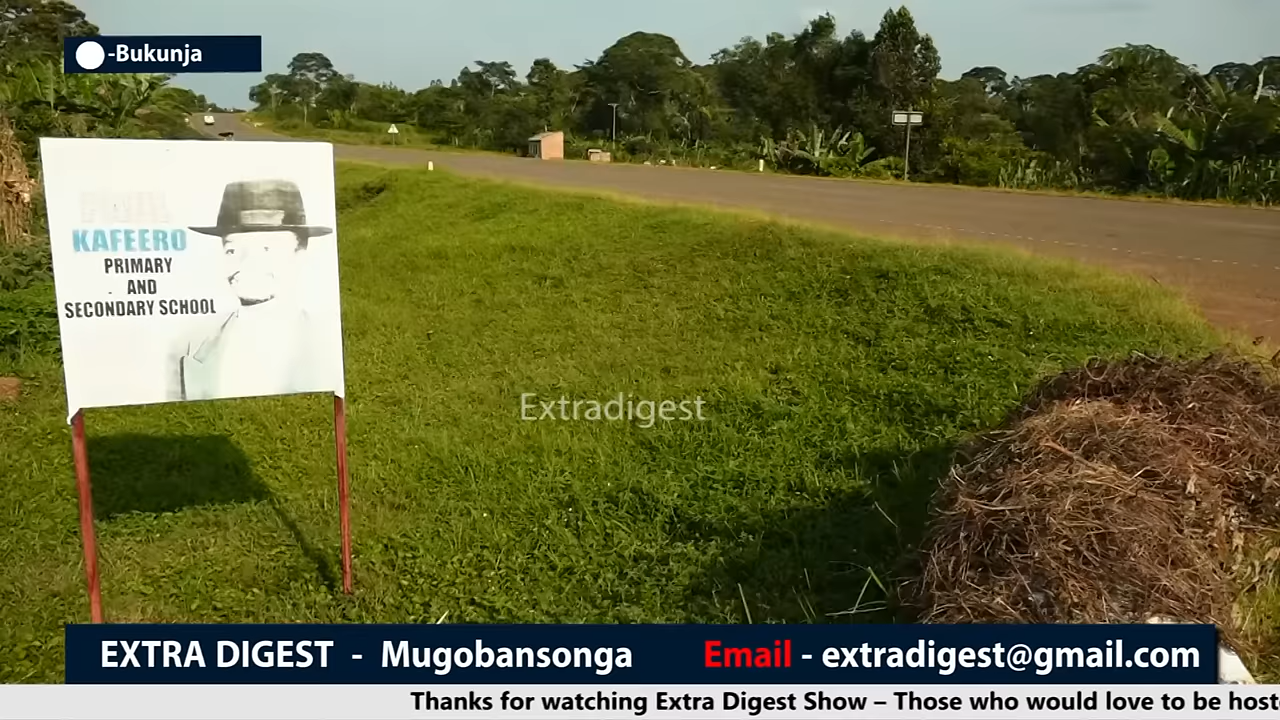 -Bukunja
KAFEERO
PRIMARY
AND
SECONDARY SCHOOL
Extradigest
EXTRA DIGEST - Mugobansonga Email - extradigest@gmail.com
Thanks for watching Extra Digest Show – Those who would love to be host